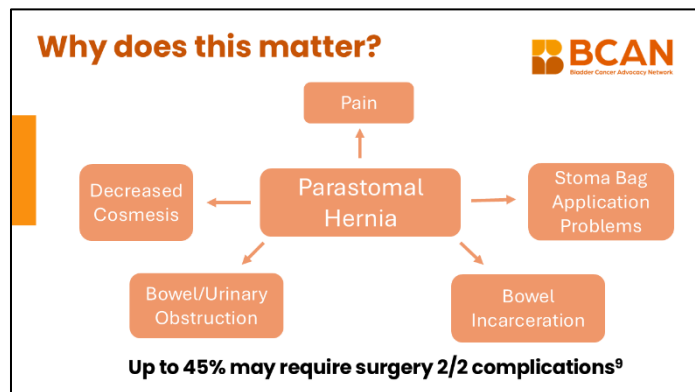 Why does this matter?
BCAN
Bladder Cancer Advocacy Network
Pain
Decreased
Cosmesis
Parastomal
Hernia
Stoma Bag
Application
Problems
Bowel/Urinary
Obstruction
Bowel
Incarceration
Up to 45% may require surgery 2/2 complications⁹